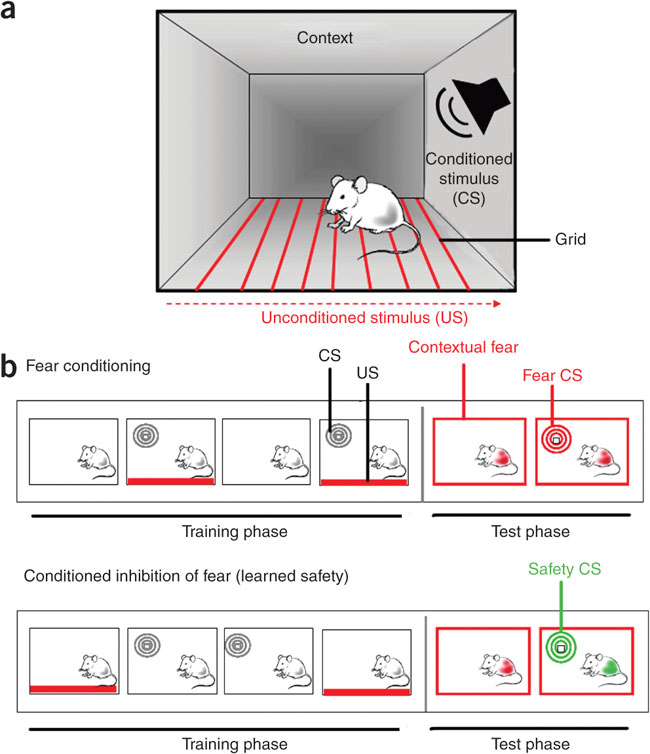 a
Context
Conditioned
stimulus
(CS)
Grid
Unconditioned stimulus (US)
b
Fear conditioning
CS
US
Contextual fear
Fear CS
Training phase
Test phase
Conditioned inhibition of fear (learned safety)
Safety CS
Training phase
Test phase